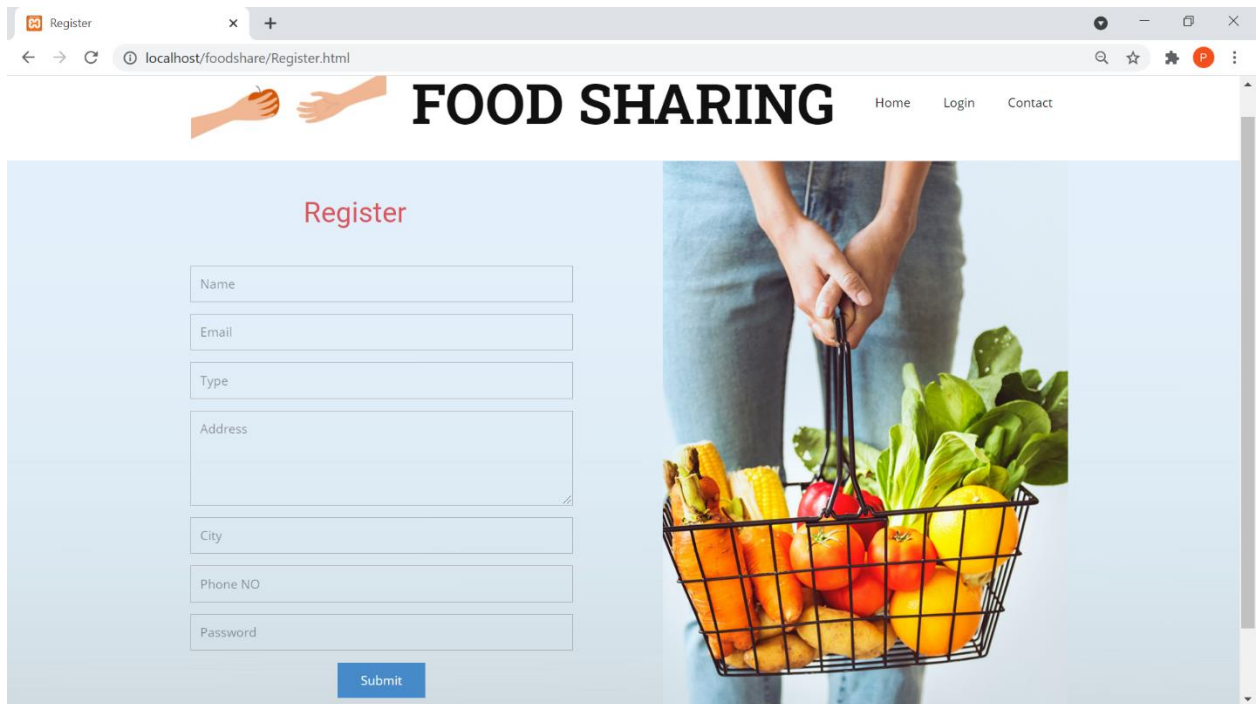 Register
localhost/foodshare/Register.html
P
FOOD SHARING
Home Login Contact
Register
Name
Email
Type
Address
City
Phone NO
Password
Submit